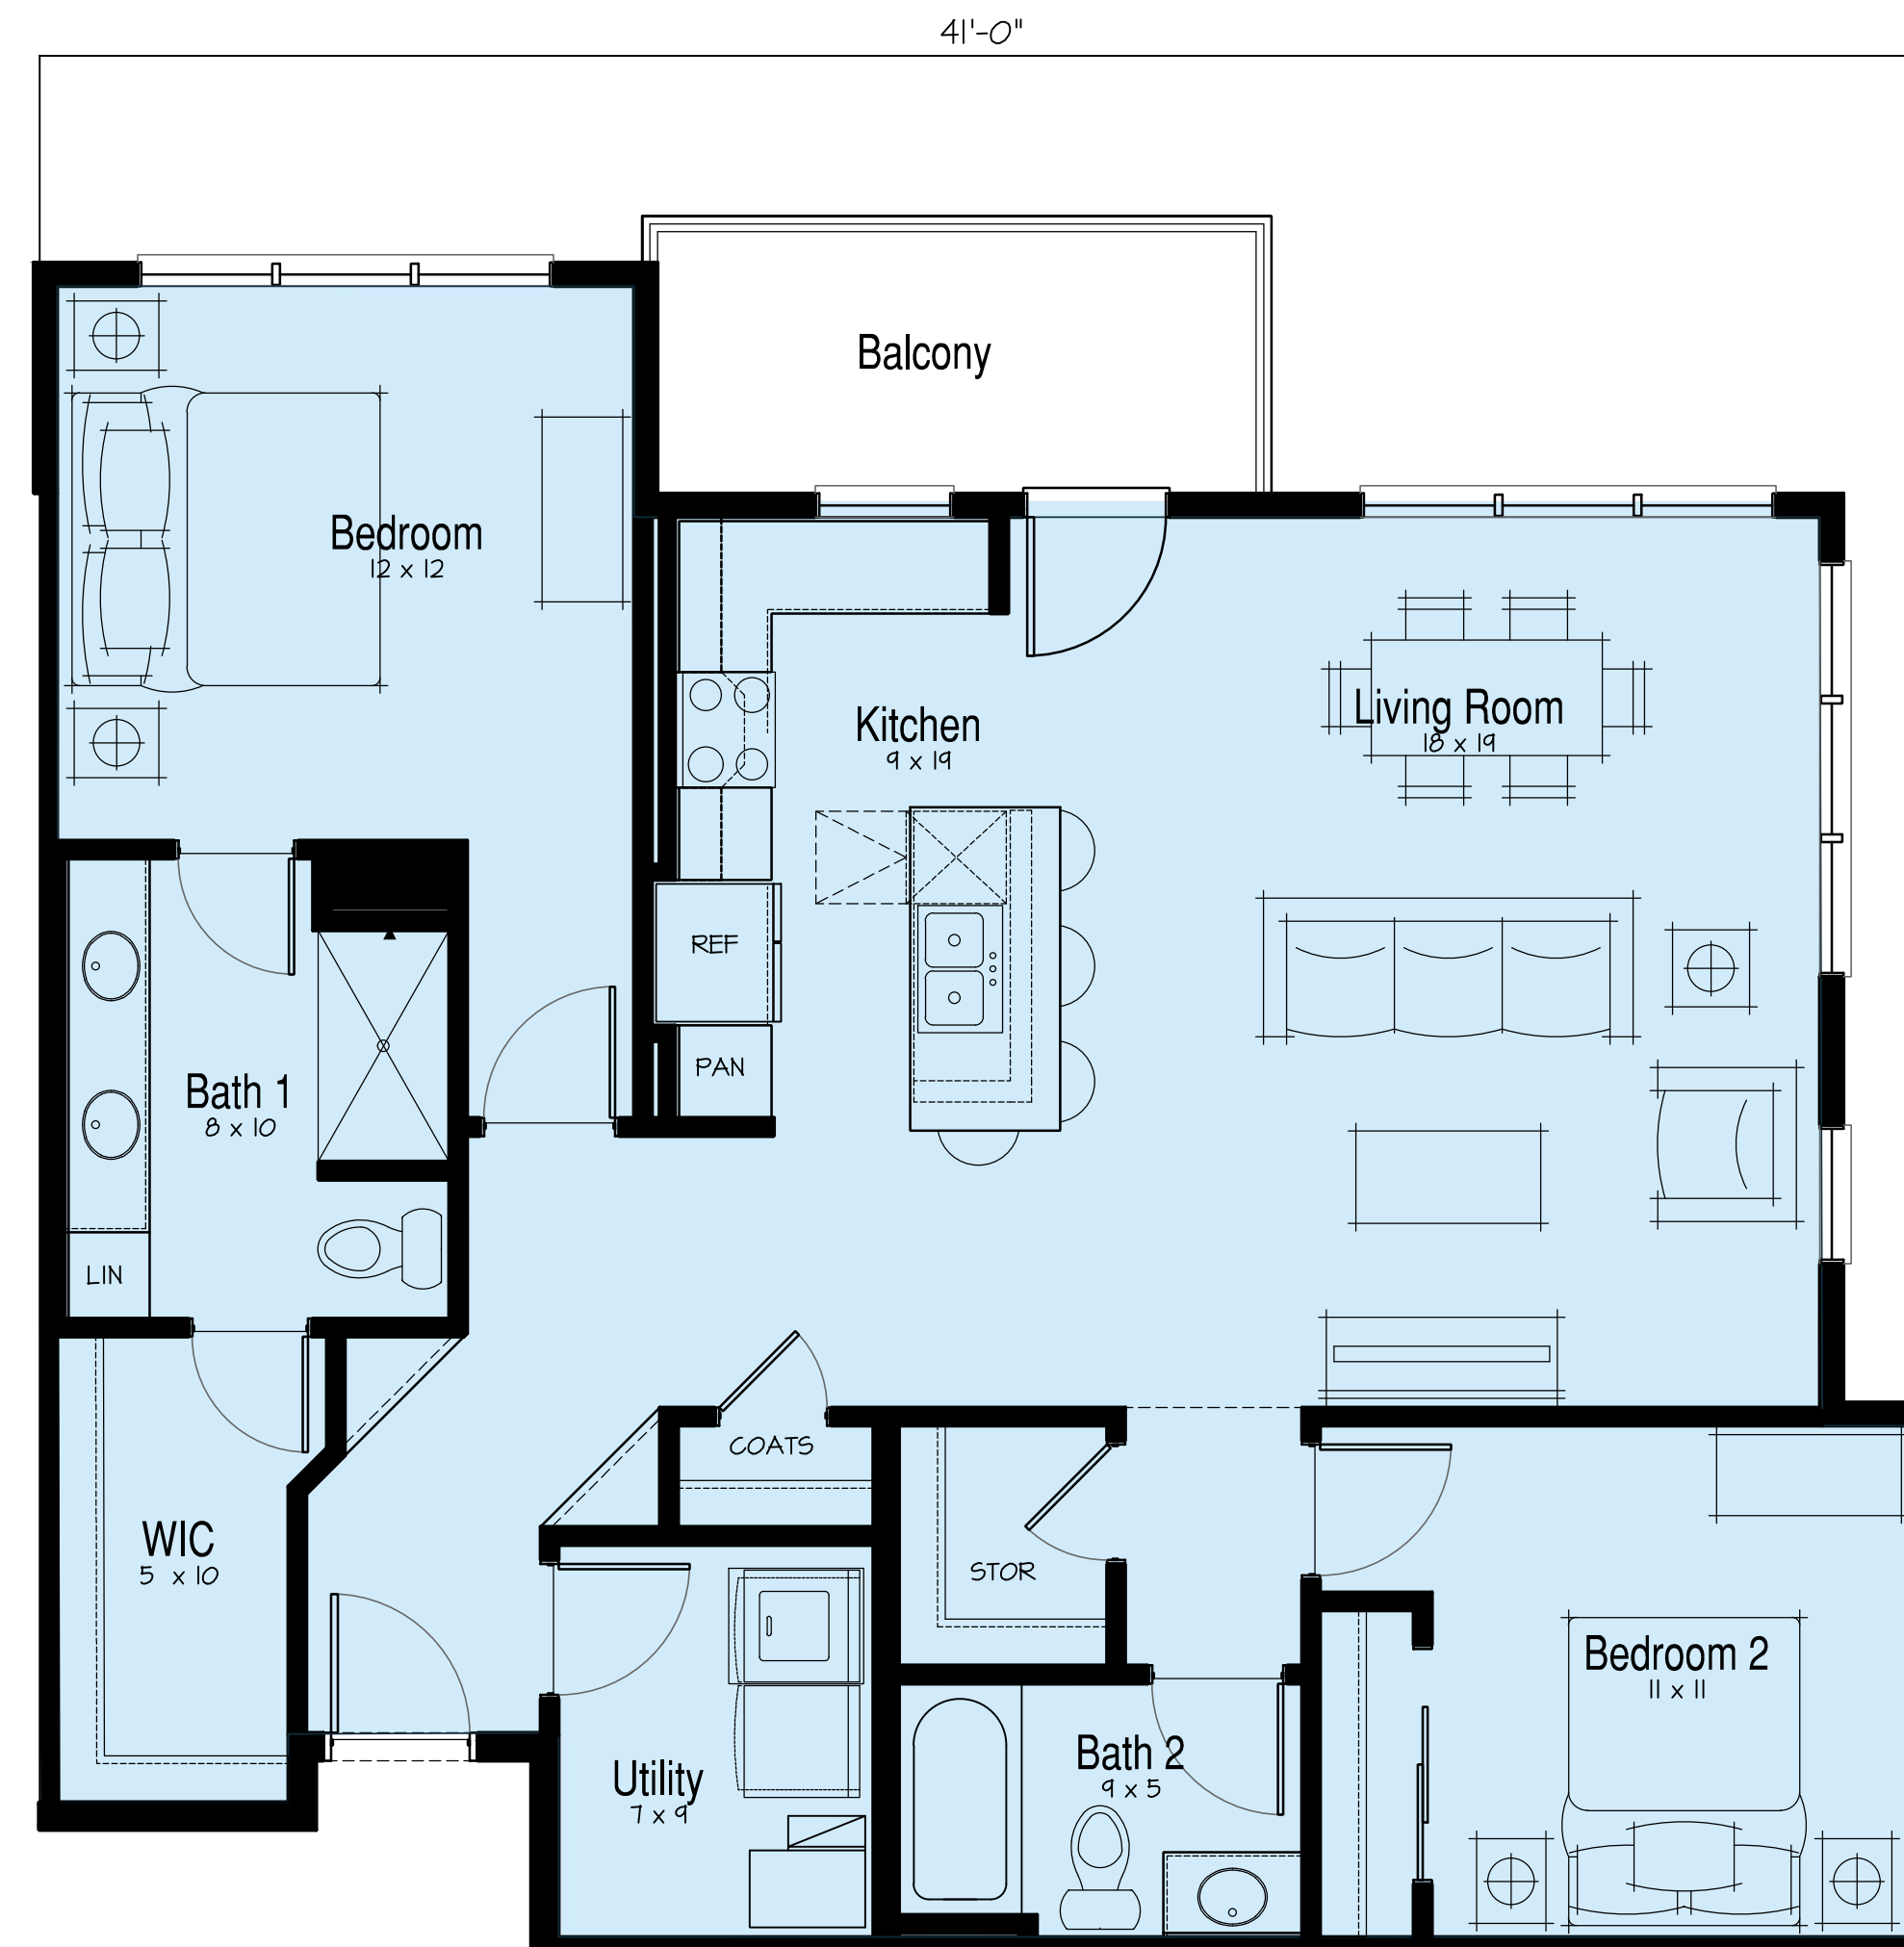 41'-0"
Balcony
Bedroom
12 x 12
Kitchen
9 x 19
Living Room
18 x 19
REF
PAN
Bath 1
8 x 10
LIN
COATS
WIC
5 x 10
STOR
Utility
7 x 9
Bath 2
9 x 5
Bedroom 2
11 x 11